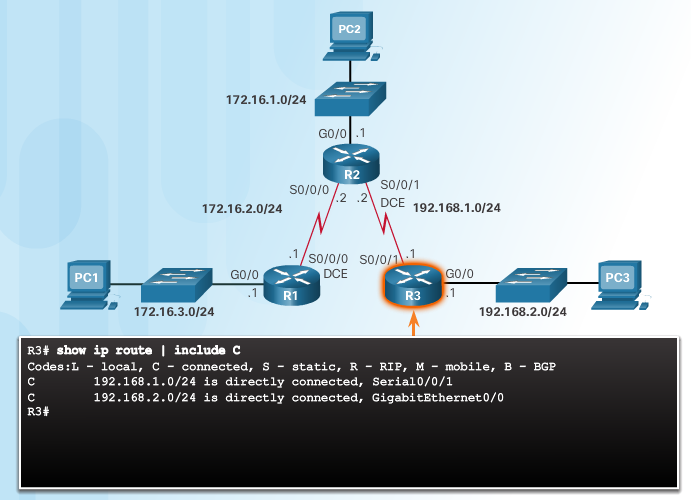 PC2
172.16.1.0/24
G0/0 .1
R2
S0/0/0 .2 .2 S0/0/1
DCE
172.16.2.0/24 192.168.1.0/24
.1 S0/0/0
DCE
S0/0/1 .1
PC1 G0/0 .1 R1
172.16.3.0/24
R3 G0/0 .1 PC3
192.168.2.0/24
R3# show ip route | include C
Codes:L - local, C - connected, S - static, R - RIP, M - mobile, B - BGP
C 192.168.1.0/24 is directly connected, Serial0/0/1
C 192.168.2.0/24 is directly connected, GigabitEthernet0/0
R3#